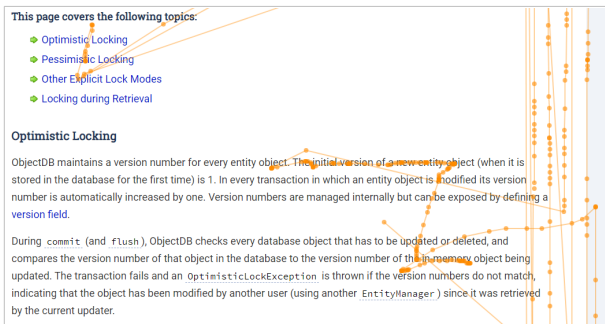 This page covers the following topics:
Optimistic Locking
Pessimistic Locking
Other Explicit Lock Modes
Locking during Retrieval
Optimistic Locking
ObjectDB maintains a version number for every entity object. The initial version of a new entity object (when it is
stored in the database for the first time) is 1. In every transaction in which an entity object is modified its version
number is automatically increased by one. Version numbers are managed internally but can be exposed by defining a
version field.
During commit (and flush), ObjectDB checks every database object that has to be updated or deleted, and
compares the version number of that object in the database to the version number of the in-memory object being
updated. The transaction fails and an OptimisticLockException is thrown if the version numbers do not match,
indicating that the object has been modified by another user (using another EntityManager) since it was retrieved
by the current updater.